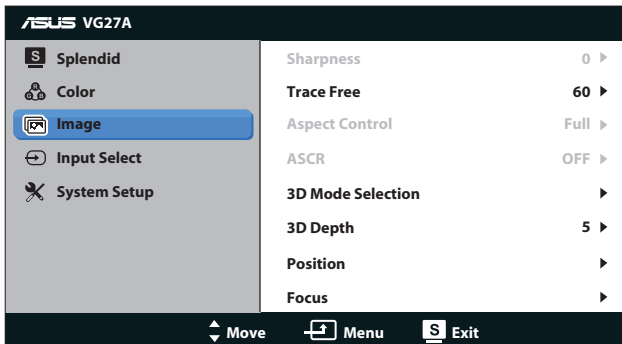 ASUS VG27A
S Splendid
Color
Image
Input Select
System Setup
Sharpness 0
Trace Free 60
Aspect Control Full
ASCR OFF
3D Mode Selection
3D Depth 5
Position
Focus
Move Menu S Exit